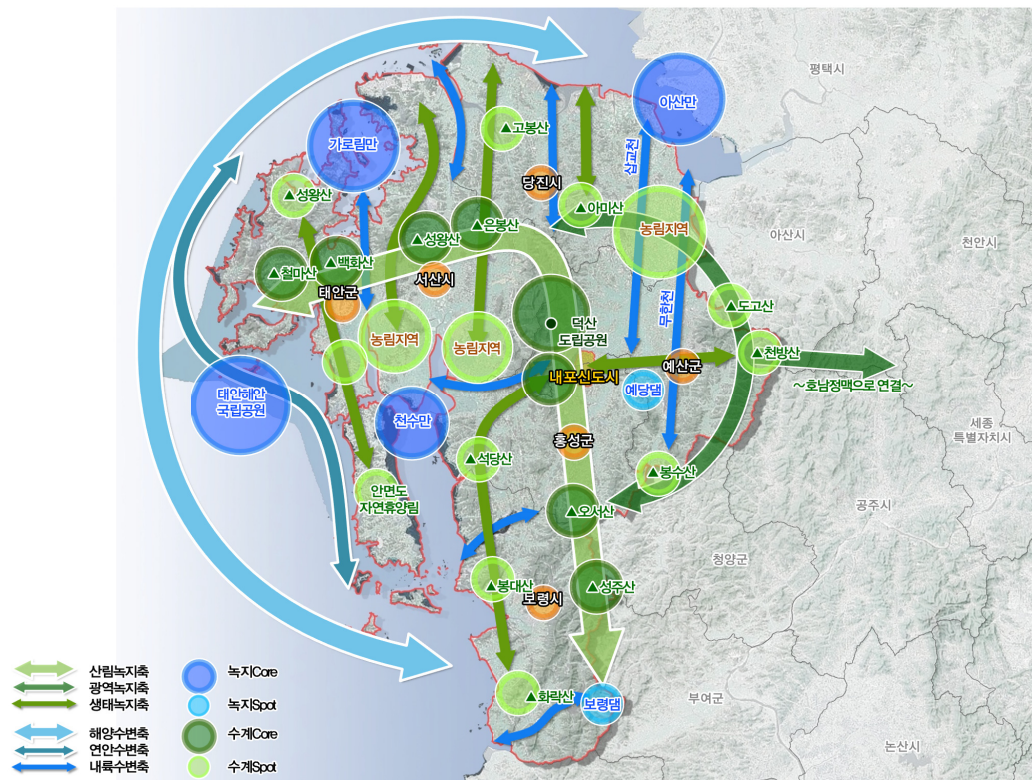 평택시
아산만
가로림만
▲고봉산
삽교천
당진시
▲성왕산
▲아미산
농림지역
아산시
천안시
▲은봉산
▲성왕산
▲백화산
▲철마산
서산시
태안군
▲도고산
무한천
덕산
도립공원
농림지역
농림지역
▲천방산
예산군
내포신도시
~호남정맥으로 연결~
예당댐
태안해안
국립공원
천수만
세종
특별자치시
홍성군
▲석당산
▲봉수산
안면도
자연휴양림
공주시
▲오서산
청양군
▲봉대산
▲성주산
보령시
▲화락산
보령댐
부여군
논산시
산림녹지축
광역녹지축
생태녹지축
해양수변축
연안수변축
내륙수변축
녹지Core
녹지Spot
수계Core
수계Spot